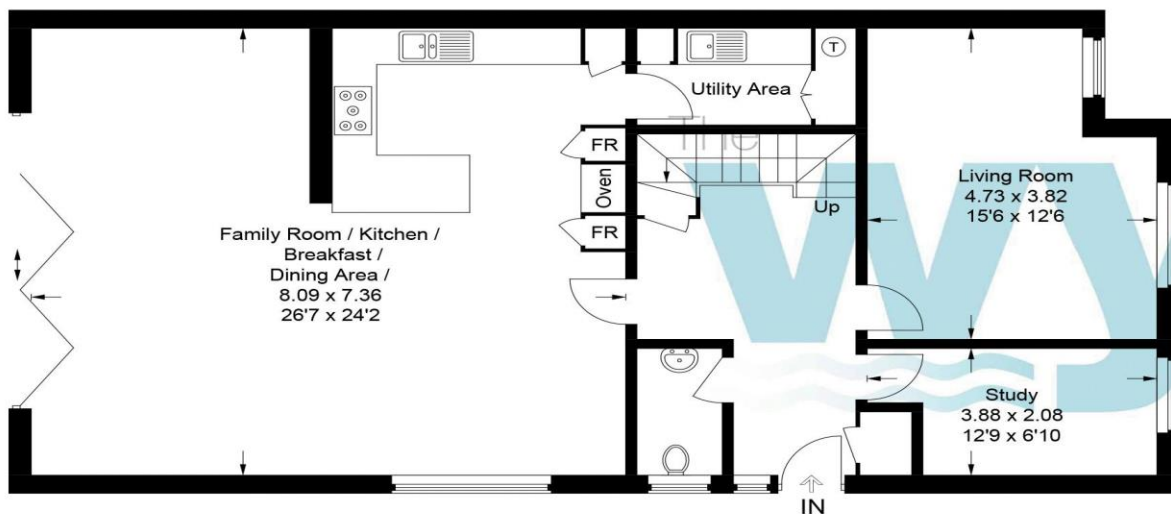 Utility Area
T
The
FR
Oven
FR
Up
Family Room / Kitchen /
Breakfast /
Dining Area /
8.09 x 7.36
26'7 x 24'2
Living Room
4.73 x 3.82
15'6 x 12'6
Study
3.88 x 2.08
12'9 x 6'10
IN